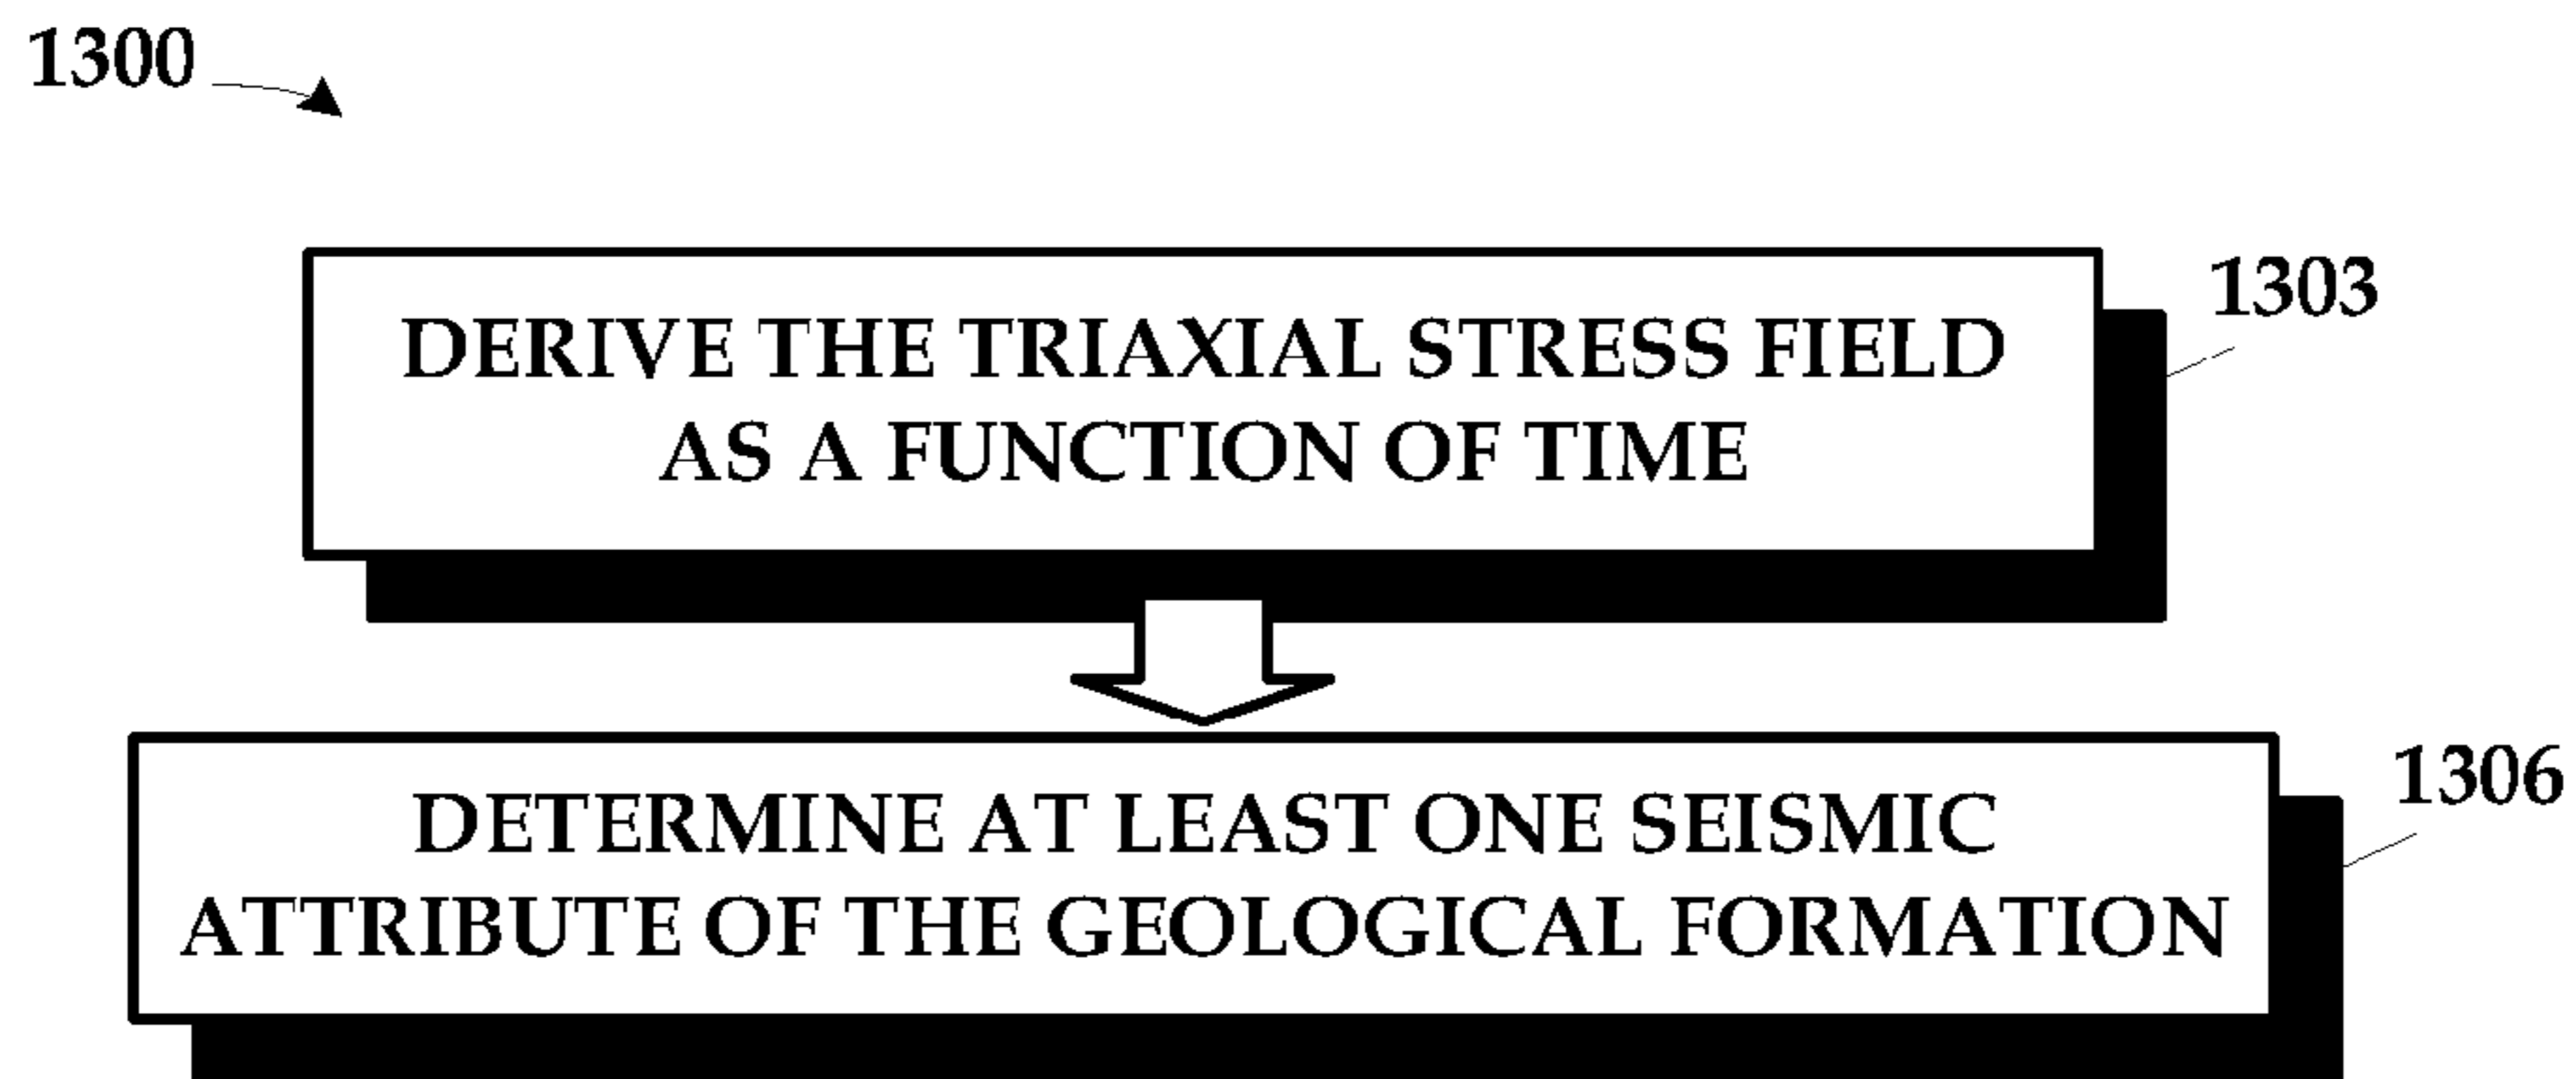 1300
DERIVE THE TRIAXIAL STRESS FIELD
AS A FUNCTION OF TIME
1303
DETERMINE AT LEAST ONE SEISMIC
ATTRIBUTE OF THE GEOLOGICAL FORMATION
1306